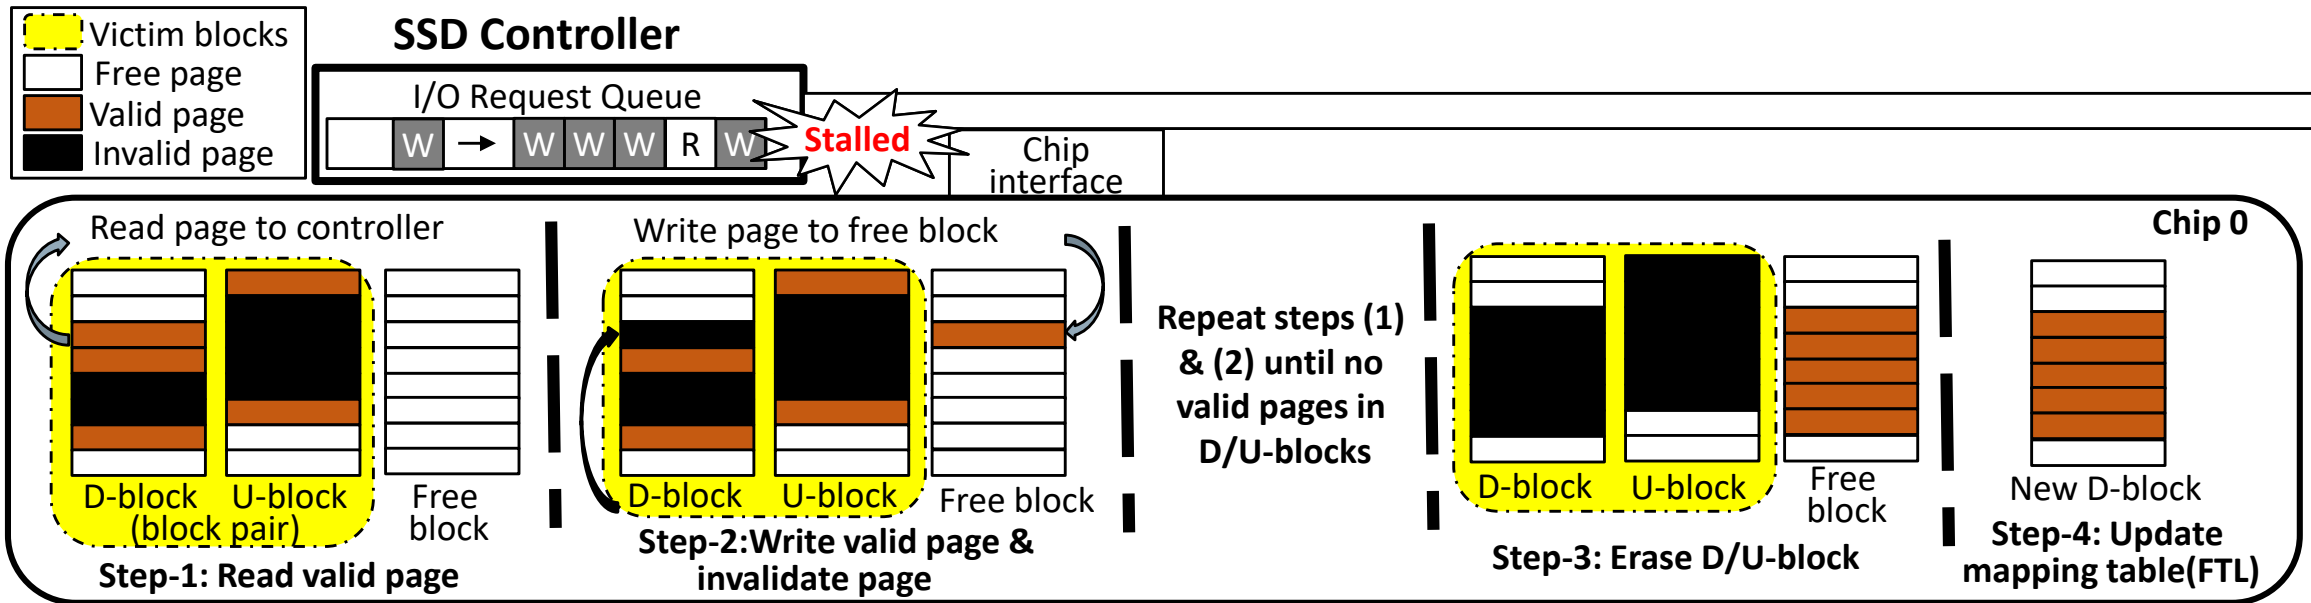 Victim blocks
Free page
Valid page
Invalid page
SSD Controller
I/O Request Queue
W → W W W R W
Stalled
Chip
interface
Chip 0
Read page to controller
D-block U-block
(block pair)
Free
block
Step-1: Read valid page
Write page to free block
D-block U-block Free block
Step-2:Write valid page &
invalidate page
Repeat steps (1)
& (2) until no
valid pages in
D/U-blocks
D-block U-block
Free
block
Step-3: Erase D/U-block
New D-block
Step-4: Update
mapping table(FTL)